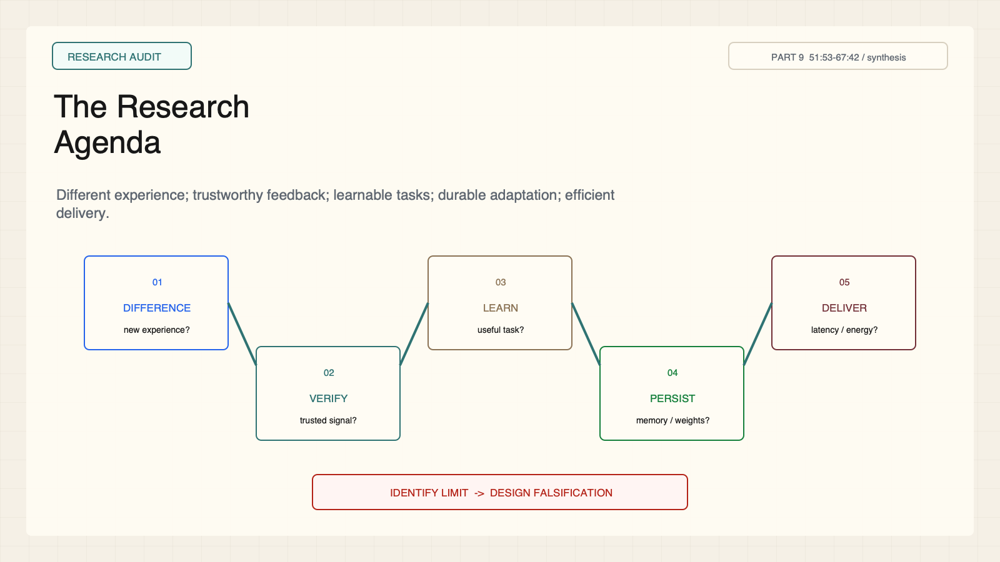 RESEARCH AUDIT
PART 9 51:53-67:42 / synthesis
The Research
Agenda
Different experience; trustworthy feedback; learnable tasks; durable adaptation; efficient
delivery.
01
DIFFERENCE
new experience?
02
VERIFY
trusted signal?
03
LEARN
useful task?
04
PERSIST
memory / weights?
05
DELIVER
latency / energy?
IDENTIFY LIMIT -> DESIGN FALSIFICATION